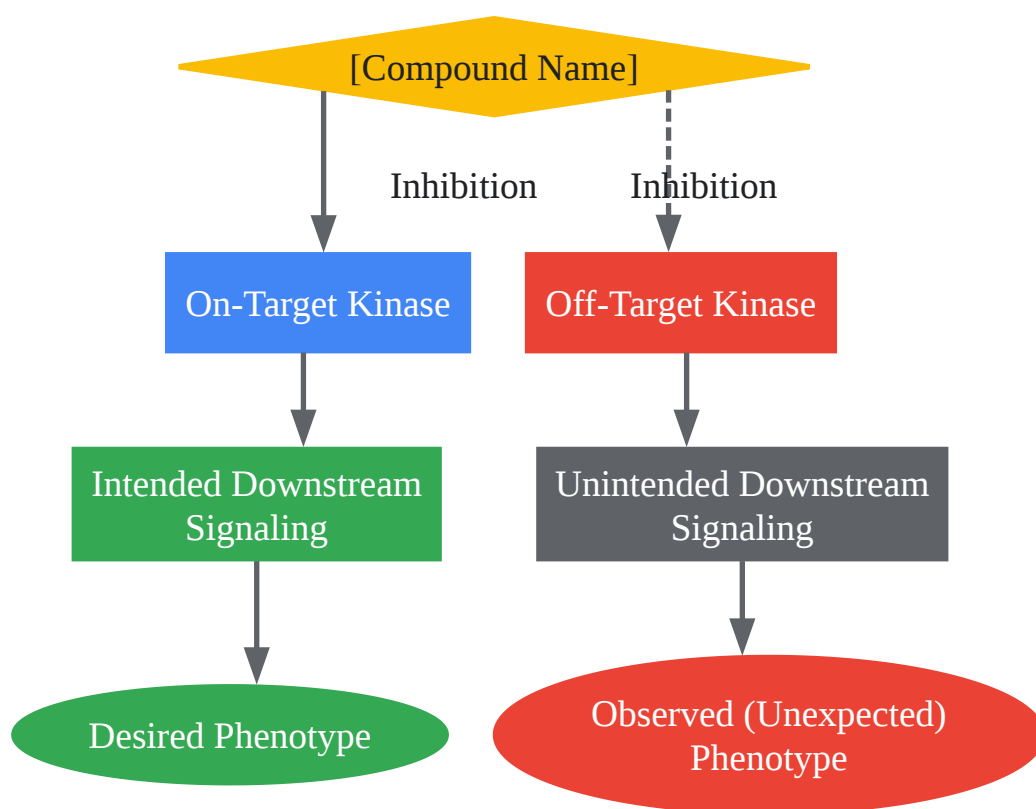 [Compound Name]
Inhibition
Inhibition
On-Target Kinase
Off-Target Kinase
Intended Downstream
Signaling
Unintended Downstream
Signaling
Desired Phenotype
Observed (Unexpected)
Phenotype